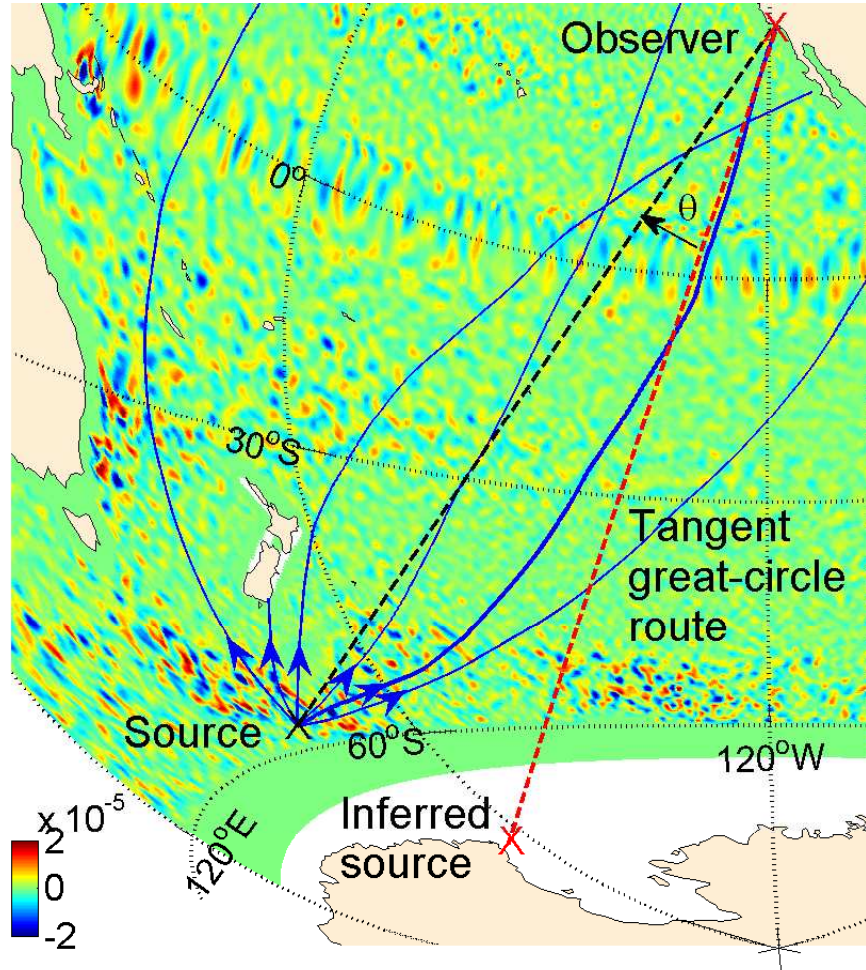 Observer
θ
0°
30°S
Tangent
great-circle
route
Source
60°S
120°W
Inferred
source
120°E
x 10-5
2
0
-2